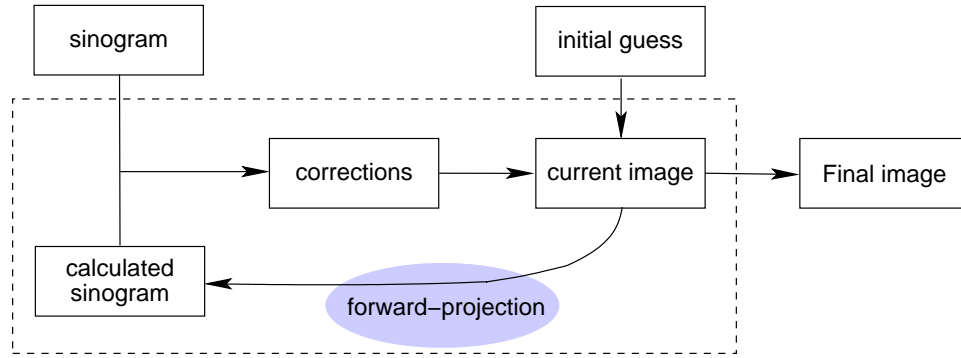 sinogram
initial guess
corrections
current image
Final image
calculated
sinogram
forward−projection